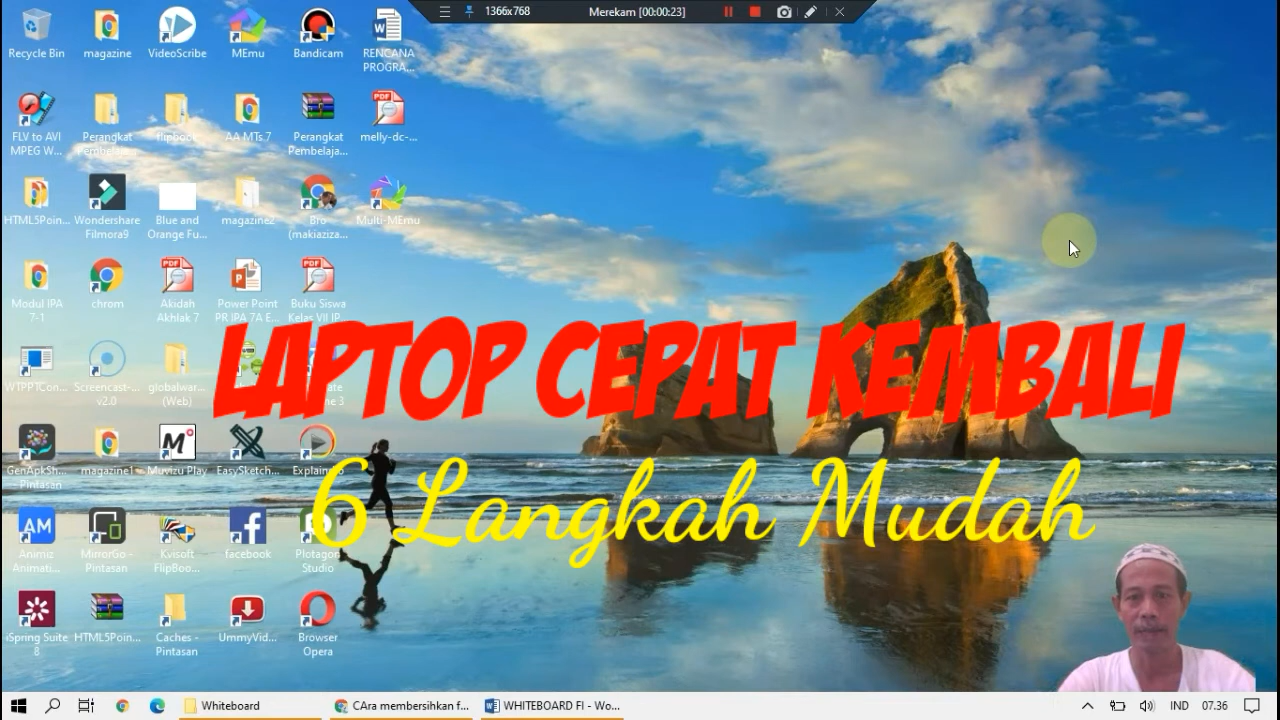 1366x768
Merekam [00:00:23]
Recycle Bin
magazine
VideoScribe
MEmu
Bandicam
RENCANA
PROGRA...
FLV to AVI
MPEG W...
Perangkat
Pembelaja...
flipbook
AA MTs.7
Perangkat
Pembelaja...
melly-dc-...
HTML5Poin...
Wondershare
Filmora9
Blue and
Orange Fu...
magazine2
Bro
(makiaziza...
Multi-MEmu
Modul IPA
7-1
chrom
Akidah
Akhlak 7
Power Point
PR IPA 7A E...
Buku Siswa
Kelas VII IP...
LAPTOP CEPAT KEMBALI
WTPPTCon...
Screencast-...
v2.0
globalwar...
(Web)
GenApkSh...
- Pintasan
magazine1
Muvizu Play
EasySketch...
6 Langkah Mudah
Animiz
Animati...
MirrorGo -
Pintasan
Kvisoft
FlipBoo...
facebook
Plotagon
Studio
iSpring Suite
8
HTML5Poin...
Caches -
Pintasan
UmmyVid...
Browser
Opera
Whiteboard
CAra membersihkan f...
WHITEBOARD FI - Wo...
IND
07.36